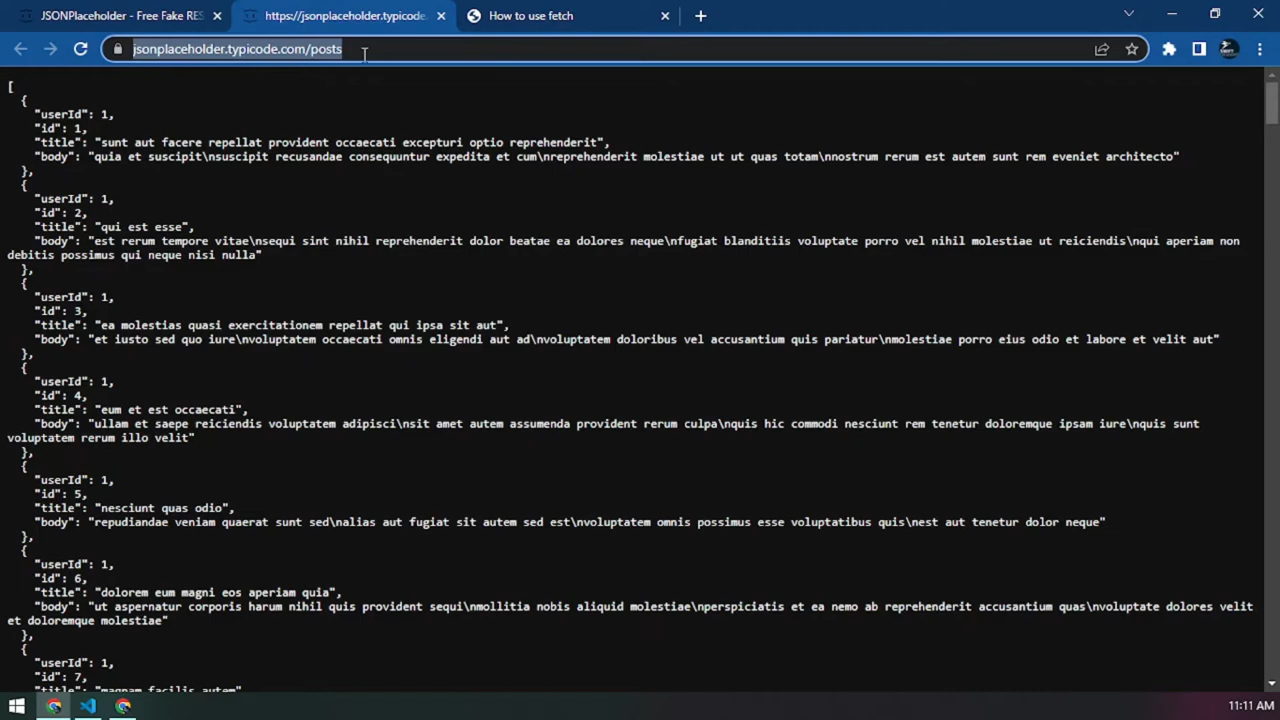 JSONPlaceholder - Free Fake RES
https://jsonplaceholder.typicode.
How to use fetch
jsonplaceholder.typicode.com/posts
[
{
"userId": 1,
"id": 1,
"title": "sunt aut facere repellat provident occaecati excepturi optio reprehenderit",
"body": "quia et suscipit\nsuscipit recusandae consequuntur expedita et cum\nreprehenderit molestiae ut ut quas totam\nnostrum rerum est autem sunt rem eveniet architecto"
},
{
"userId": 1,
"id": 2,
"title": "qui est esse",
"body": "est rerum tempore vitae\nsequi sint nihil reprehenderit dolor beatae ea dolores neque\nfugiat blanditiis voluptate porro vel nihil molestiae ut reiciendis\nqui aperiam non
debitis possimus qui neque nisi nulla"
},
{
"userId": 1,
"id": 3,
"title": "ea molestias quasi exercitationem repellat qui ipsa sit aut",
"body": "et iusto sed quo iure\nvoluptatem occaecati omnis eligendi aut ad\nvoluptatem doloribus vel accusantium quis pariatur\nmolestiae porro eius odio et labore et velit aut"
},
{
"userId": 1,
"id": 4,
"title": "eum et est occaecati",
"body": "ullam et saepe reiciendis voluptatem adipisci\nsit amet autem assumenda provident rerum culpa\nquis hic commodi nesciunt rem tenetur doloremque ipsam iure\nquis sunt
voluptatem rerum illo velit"
},
{
"userId": 1,
"id": 5,
"title": "nesciunt quas odio",
"body": "repudiandae veniam quaerat sunt sed\nalias aut fugiat sit autem sed est\nvoluptatem omnis possimus esse voluptatibus quis\nest aut tenetur dolor neque"
},
{
"userId": 1,
"id": 6,
"title": "dolorem eum magni eos aperiam quia",
"body": "ut aspernatur corporis harum nihil quis provident sequi\nmollitia nobis aliquid molestiae\nperspiciatis et ea nemo ab reprehenderit accusantium quas\nvoluptate dolores velit
et doloremque molestiae"
},
{
"userId": 1,
"id": 7,
"title": "magnam facilis autem"
11:11 AM